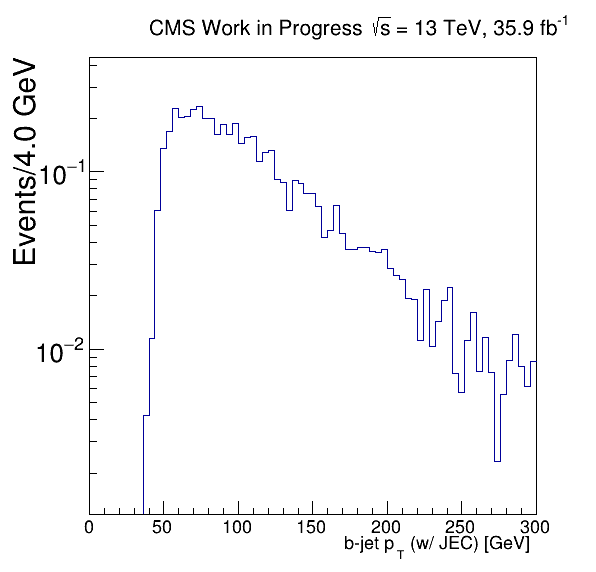 CMS Work in Progress √s = 13 TeV, 35.9 fb⁻¹
Events/4.0 GeV
10⁻¹
10⁻²
0 50 100 150 200 250 300
b-jet p_T (w/ JEC) [GeV]